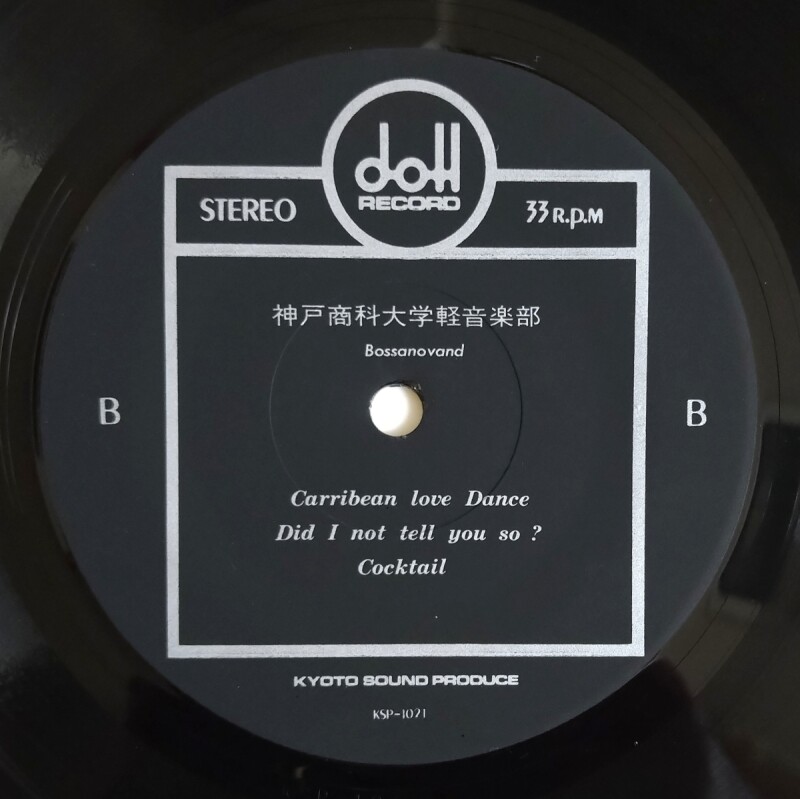 doll
RECORD
STEREO
33 R.p.M
神戸商科大学軽音楽部
Bossanovand
B
B
Carribean love Dance
Did I not tell you so ?
Cocktail
KYOTO SOUND PRODUCE
KSP-1021